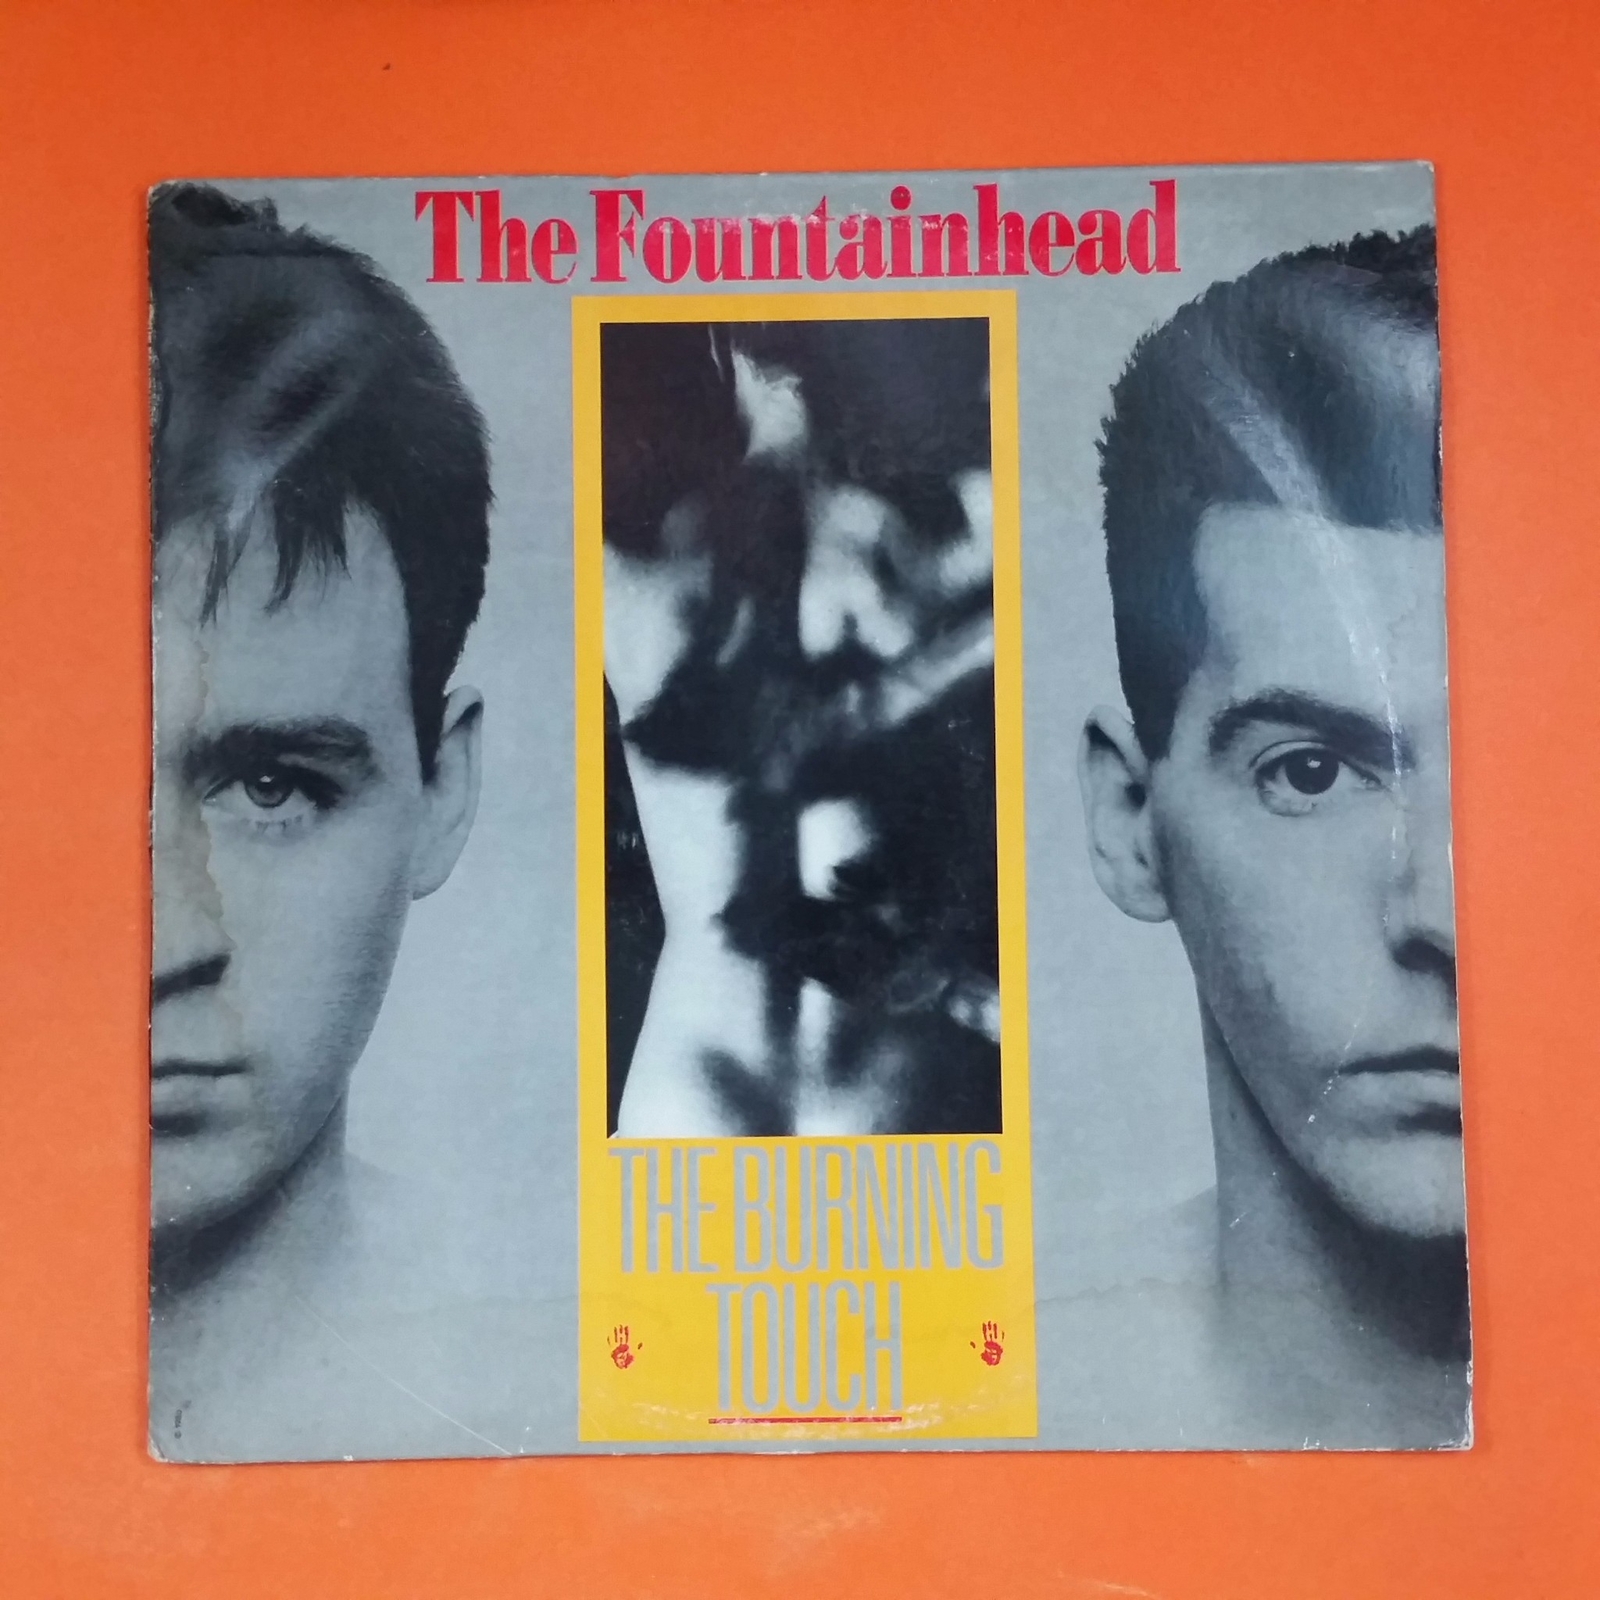 The Fountainhead
THE BURNING
TOUCH